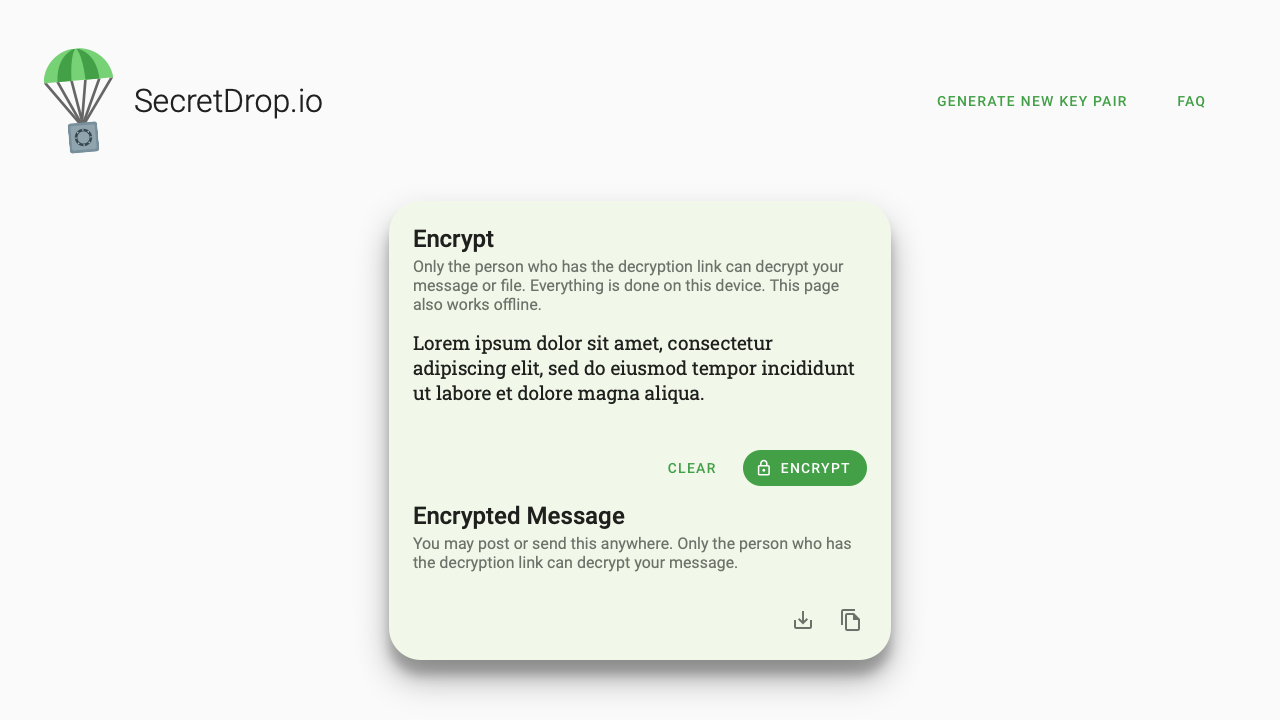 SecretDrop.io
GENERATE NEW KEY PAIR
FAQ
Encrypt
Only the person who has the decryption link can decrypt your
message or file. Everything is done on this device. This page
also works offline.
Lorem ipsum dolor sit amet, consectetur
adipiscing elit, sed do eiusmod tempor incididunt
ut labore et dolore magna aliqua.
CLEAR
ENCRYPT
Encrypted Message
You may post or send this anywhere. Only the person who has
the decryption link can decrypt your message.